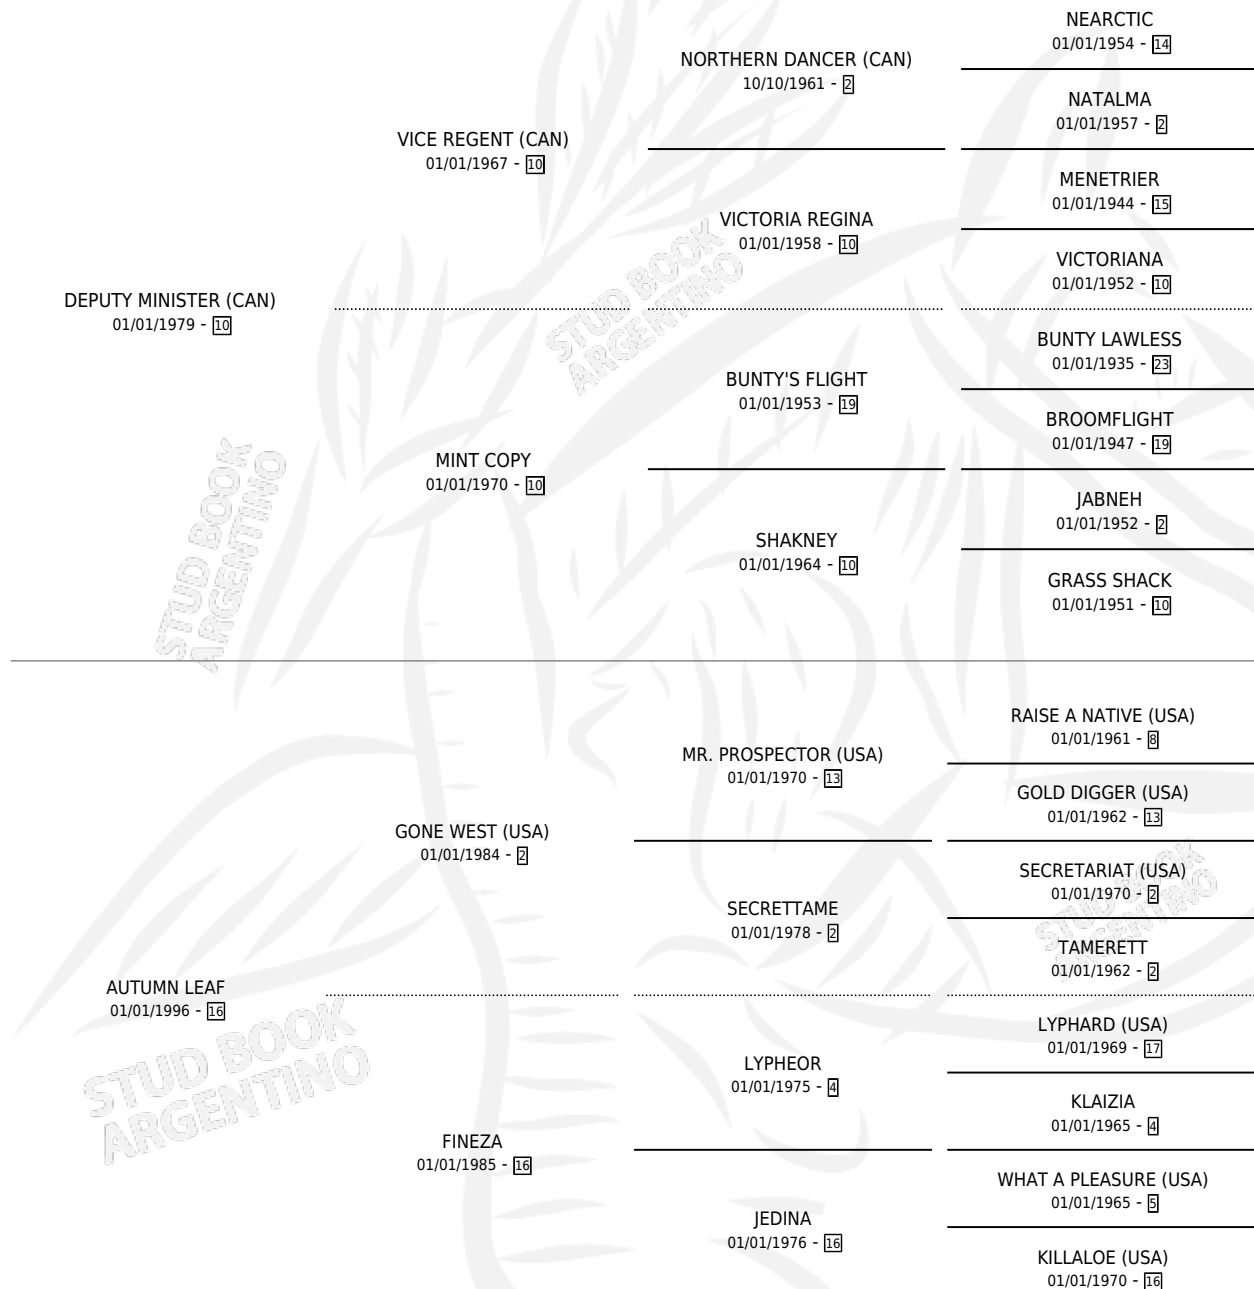 NEARCTIC
01/01/1954 - 14
NORTHERN DANCER (CAN)
10/10/1961 - 2
NATALMA
01/01/1957 - 2
VICE REGENT (CAN)
01/01/1967 - 10
MENETRIER
01/01/1944 - 15
VICTORIA REGINA
01/01/1958 - 10
VICTORIANA
01/01/1952 - 10
DEPUTY MINISTER (CAN)
01/01/1979 - 10
BUNTY LAWLESS
01/01/1935 - 23
BUNTY'S FLIGHT
01/01/1953 - 19
BROOMFLIGHT
01/01/1947 - 19
MINT COPY
01/01/1970 - 10
JABNEH
01/01/1952 - 2
SHAKNEY
01/01/1964 - 10
GRASS SHACK
01/01/1951 - 10
RAISE A NATIVE (USA)
01/01/1961 - 8
MR. PROSPECTOR (USA)
01/01/1970 - 13
GOLD DIGGER (USA)
01/01/1962 - 13
GONE WEST (USA)
01/01/1984 - 2
SECRETARIAT (USA)
01/01/1970 - 2
SECRETTAME
01/01/1978 - 2
TAMERETT
01/01/1962 - 2
AUTUMN LEAF
01/01/1996 - 16
LYPHARD (USA)
01/01/1969 - 17
LYPHEOR
01/01/1975 - 4
KLAIZIA
01/01/1965 - 4
FINEZA
01/01/1985 - 16
WHAT A PLEASURE (USA)
01/01/1965 - 5
JEDINA
01/01/1976 - 16
KILLALOE (USA)
01/01/1970 - 16
STUD BOOK
ARGENTINO
STUD BOOK
ARGENTINO
STUD BOOK
ARGENTINO
STUD BOOK
ARGENTINO